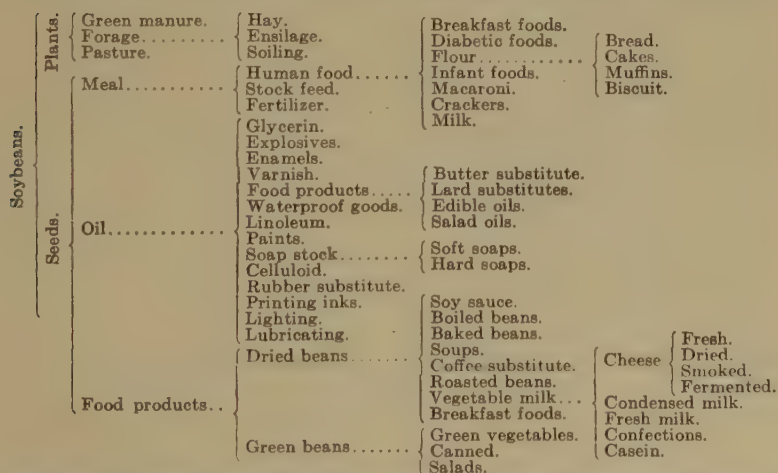 Soybeans.
Plants.
Green manure.
Forage.........
Pasture.
Hay.
Ensilage.
Soiling.
Seeds.
Meal............
Human food......
Stock feed.
Fertilizer.
Breakfast foods.
Diabetic foods.
Flour............
Infant foods.
Macaroni.
Crackers.
Milk.
Bread.
Cakes.
Muffins.
Biscuit.
Oil.............
Glycerin.
Explosives.
Enamels.
Varnish.
Food products.....
Waterproof goods.
Linoleum.
Paints.
Soap stock........
Celluloid.
Rubber substitute.
Printing inks.
Lighting.
Lubricating.
Butter substitute.
Lard substitutes.
Edible oils.
Salad oils.
Soft soaps.
Hard soaps.
Food products..
Dried beans.......
Soy sauce.
Boiled beans.
Baked beans.
Soups.
Coffee substitute.
Roasted beans.
Vegetable milk...
Breakfast foods.
Cheese
Fresh.
Dried.
Smoked.
Fermented.
Condensed milk.
Fresh milk.
Confections.
Casein.
Green beans.......
Green vegetables.
Canned.
Salads.